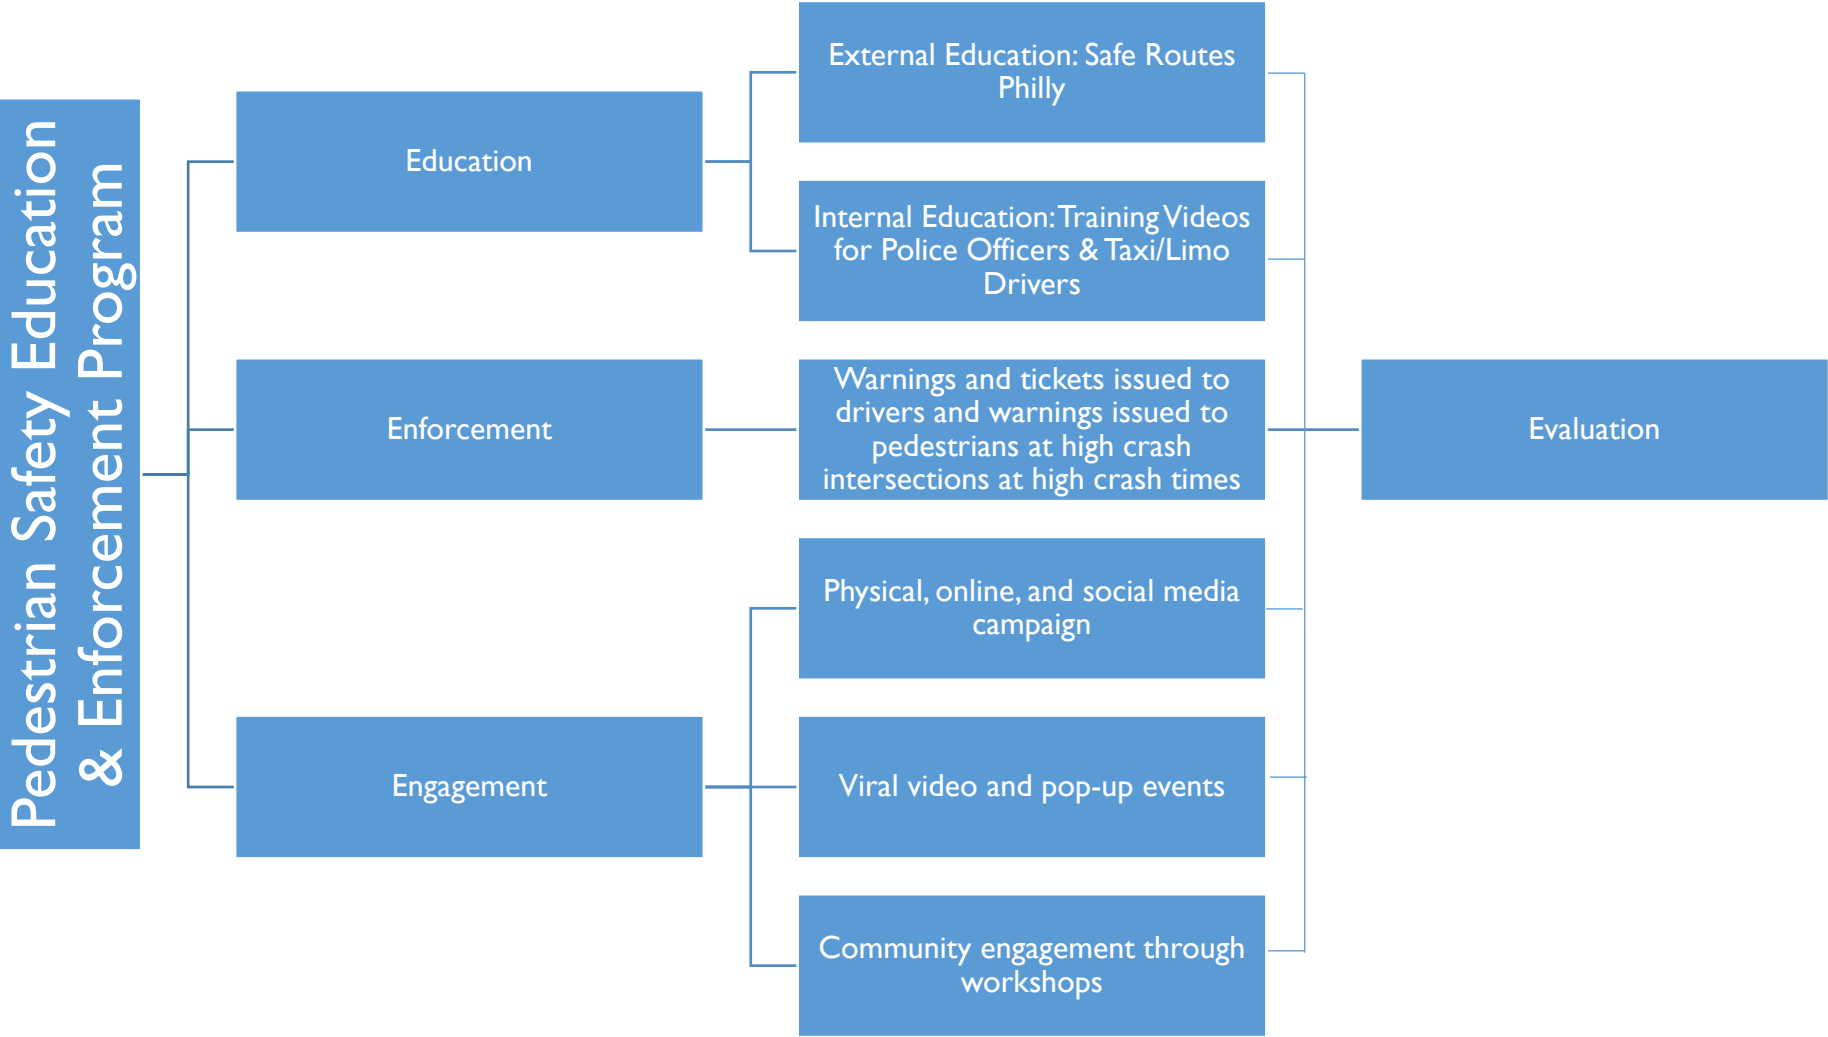 Pedestrian Safety Education
& Enforcement Program
Education
Enforcement
Engagement
External Education: Safe Routes
Philly
Internal Education: Training Videos
for Police Officers & Taxi/Limo
Drivers
Warnings and tickets issued to
drivers and warnings issued to
pedestrians at high crash
intersections at high crash times
Physical, online, and social media
campaign
Viral video and pop-up events
Community engagement through
workshops
Evaluation